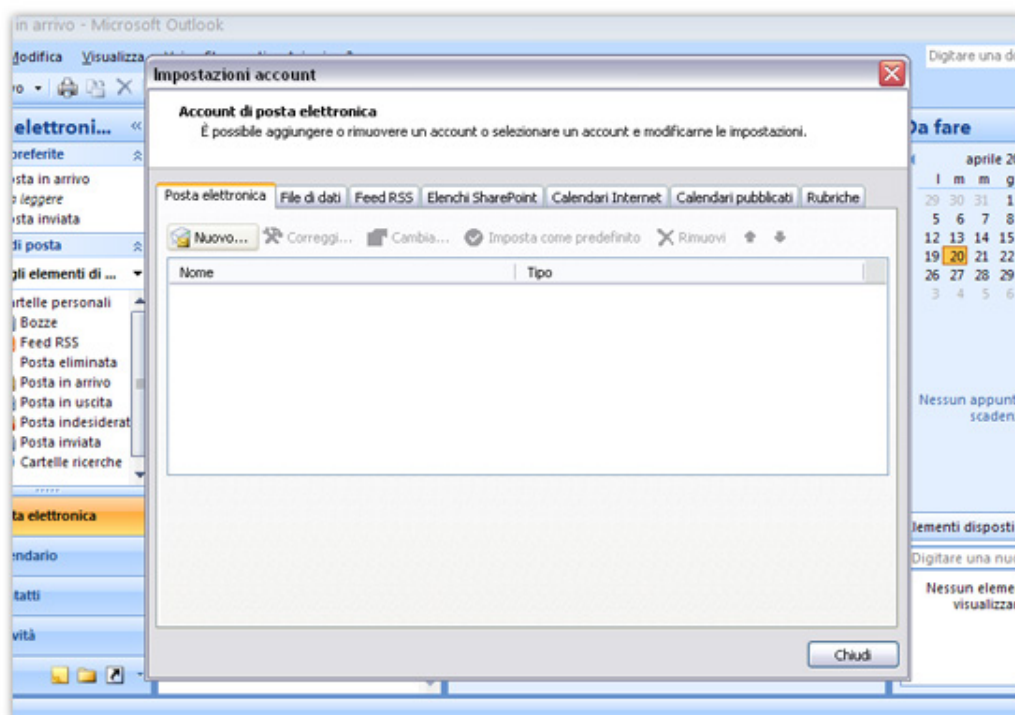 in arrivo - Microsoft Outlook
Modifica Visualizza
Digitare una
Impostazioni account
Account di posta elettronica
È possibile aggiungere o rimuovere un account o selezionare un account e modificarne le impostazioni.
Posta elettronica File di dati Feed RSS Elenchi SharePoint Calendari Internet Calendari pubblicati Rubriche
Nuovo... Correggi... Cambia... Imposta come predefinito Rimuovi
Nome Tipo
Chiudi
elettroni... «
preferite
sta in arrivo
leggere
sta inviata
di posta
gli elementi di ...
rtelle personali
Bozze
Feed RSS
Posta eliminata
Posta in arrivo
Posta in uscita
Posta indesiderat
Posta inviata
Cartelle ricerche
ta elettronica
endario
tatti
vità
Da fare
aprile 20
l m m g
29 30 31 1
5 6 7 8
12 13 14 15
19 20 21 22
26 27 28 29
3 4 5 6
Nessun appunt
scaden
lementi disposti
Digitare una nu
Nessun eleme
visualizza